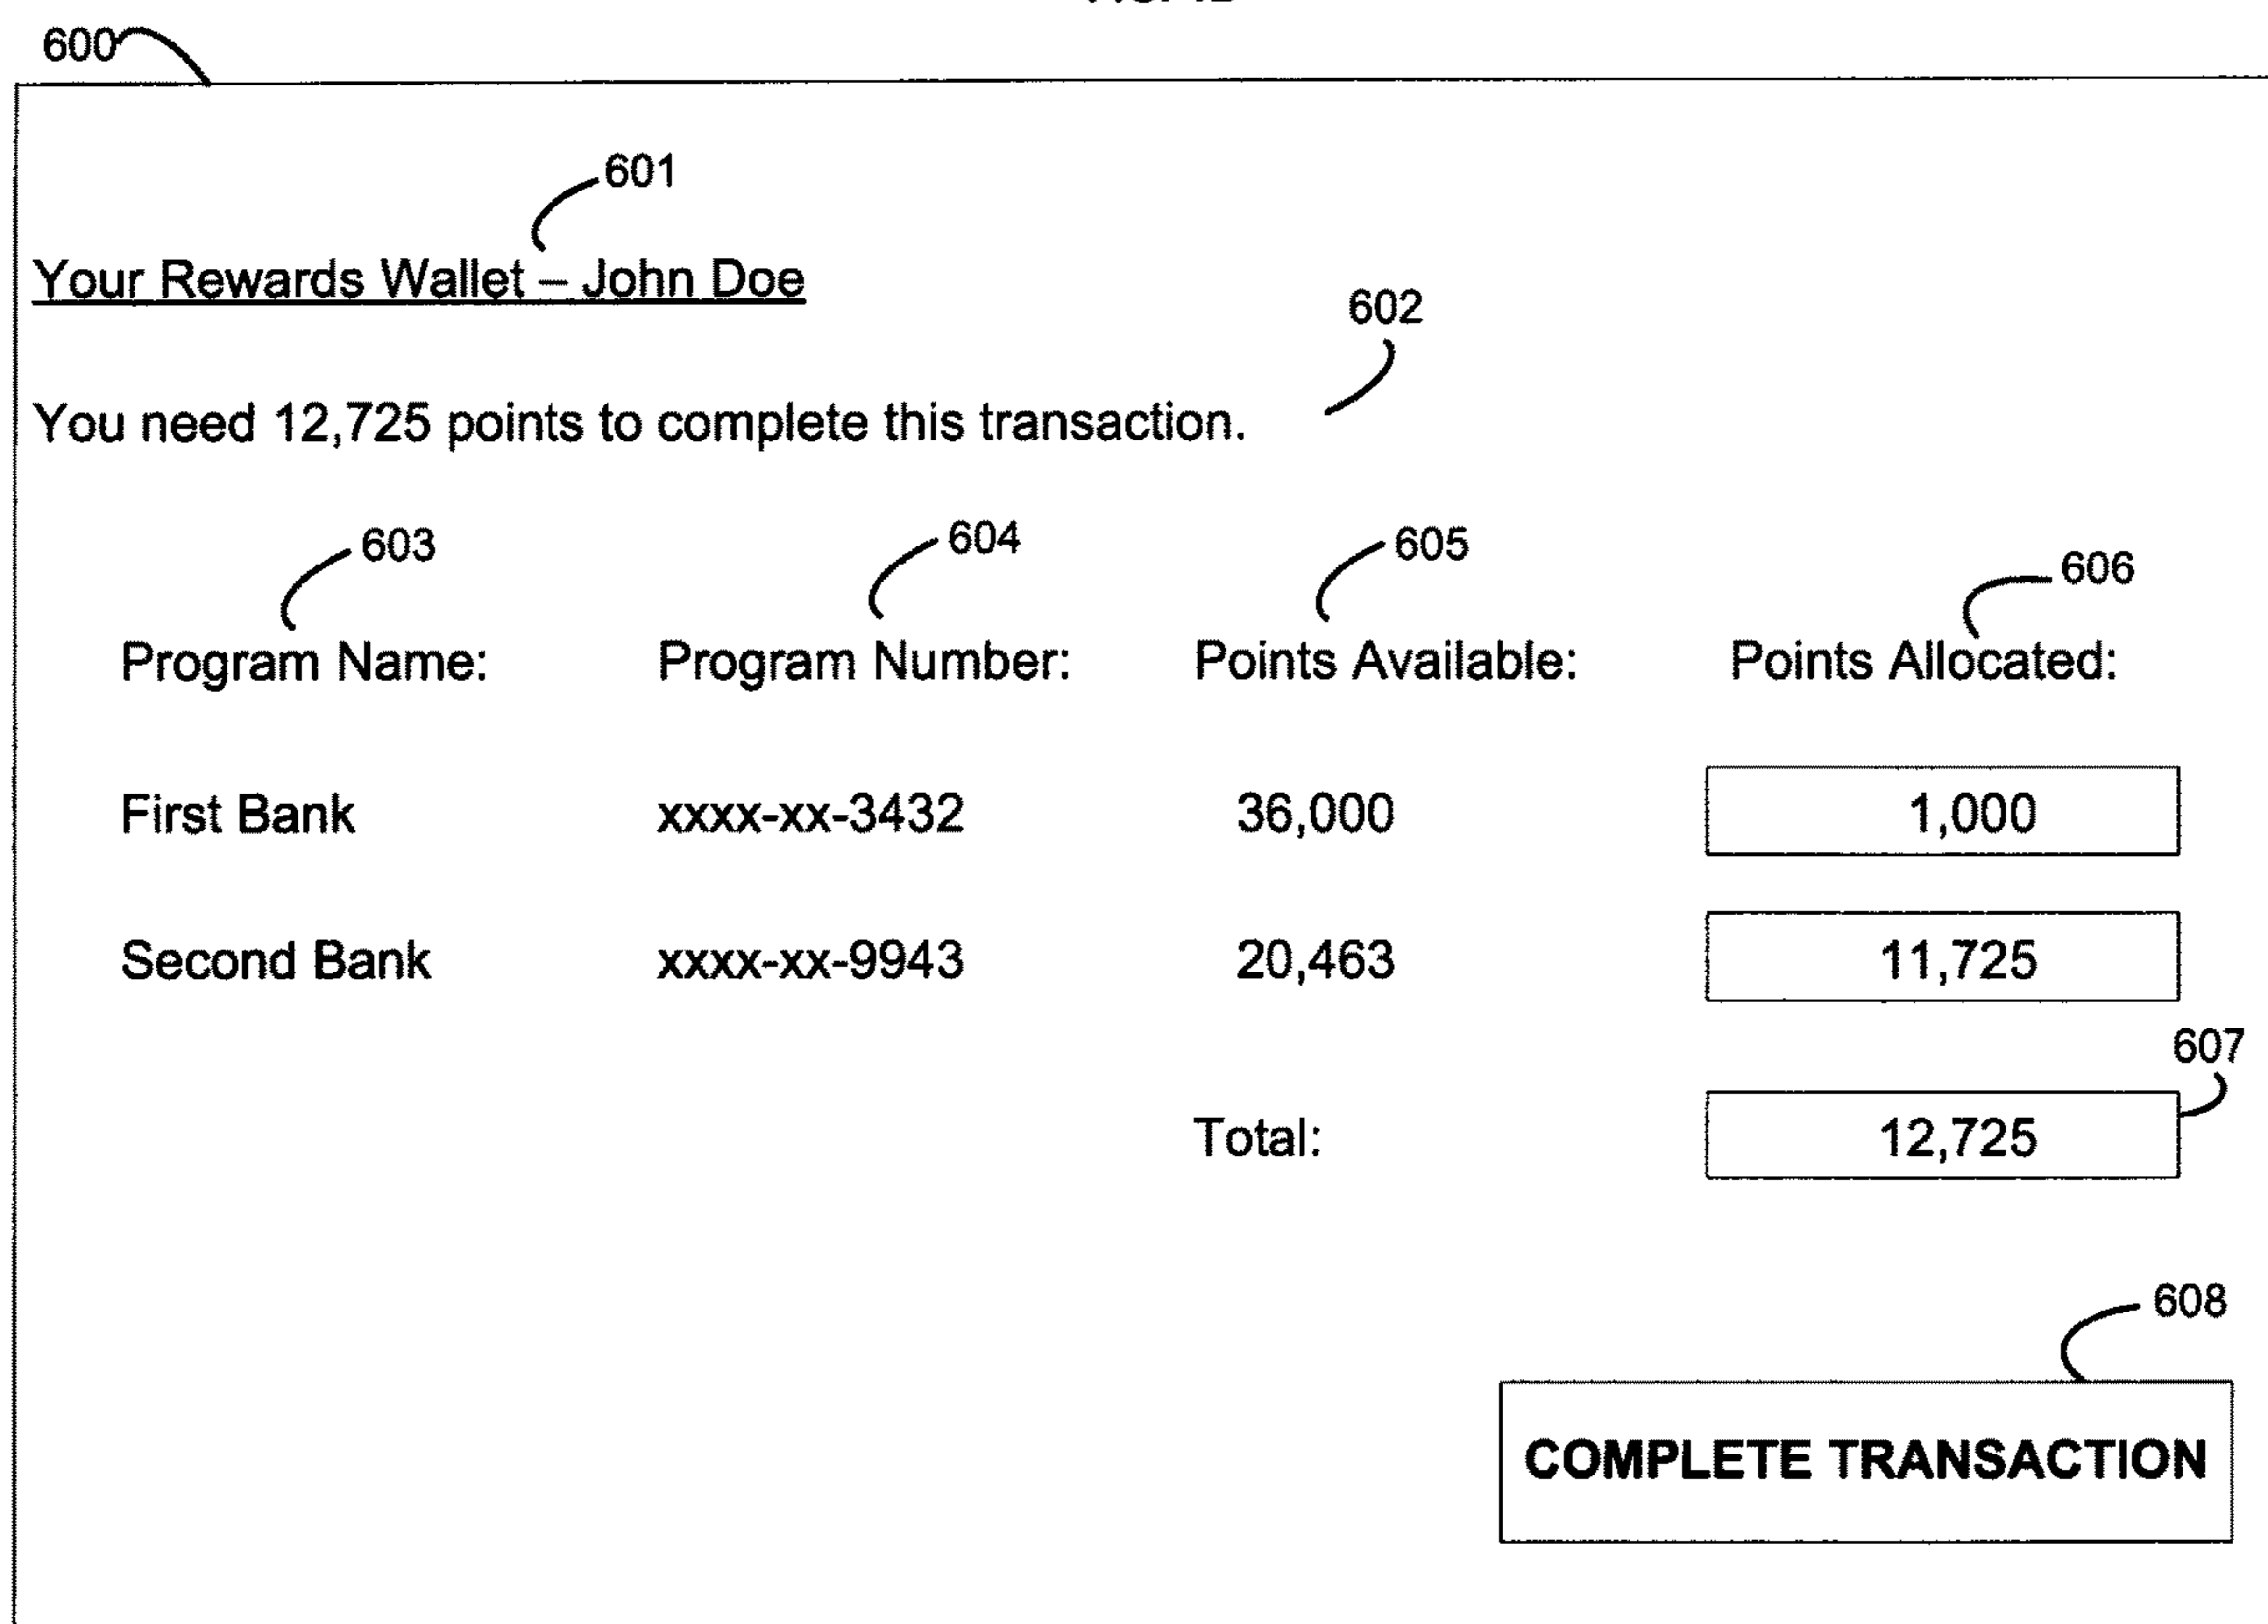 600
601
Your Rewards Wallet – John Doe
602
You need 12,725 points to complete this transaction.
603 604 605 606
Program Name: Program Number: Points Available: Points Allocated:
First Bank xxxx-xx-3432 36,000 1,000
Second Bank xxxx-xx-9943 20,463 11,725
607
Total: 12,725
608
COMPLETE TRANSACTION